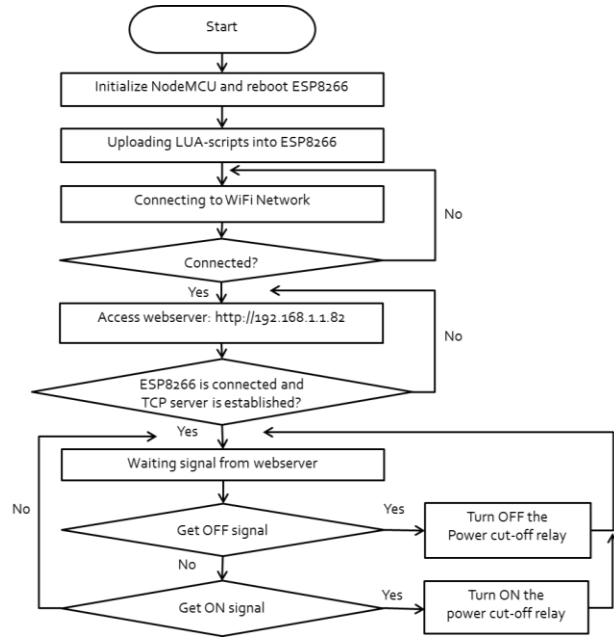 Start
Initialize NodeMCU and reboot ESP8266
Uploading LUA-scripts into ESP8266
Connecting to WiFi Network
No
Connected?
Yes
Access webserver: http://192.168.1.1.82
No
ESP8266 is connected and
TCP server is established?
Yes
Waiting signal from webserver
No
Get OFF signal
Yes
Turn OFF the
Power cut-off relay
No
Get ON signal
Yes
Turn ON the
power cut-off relay